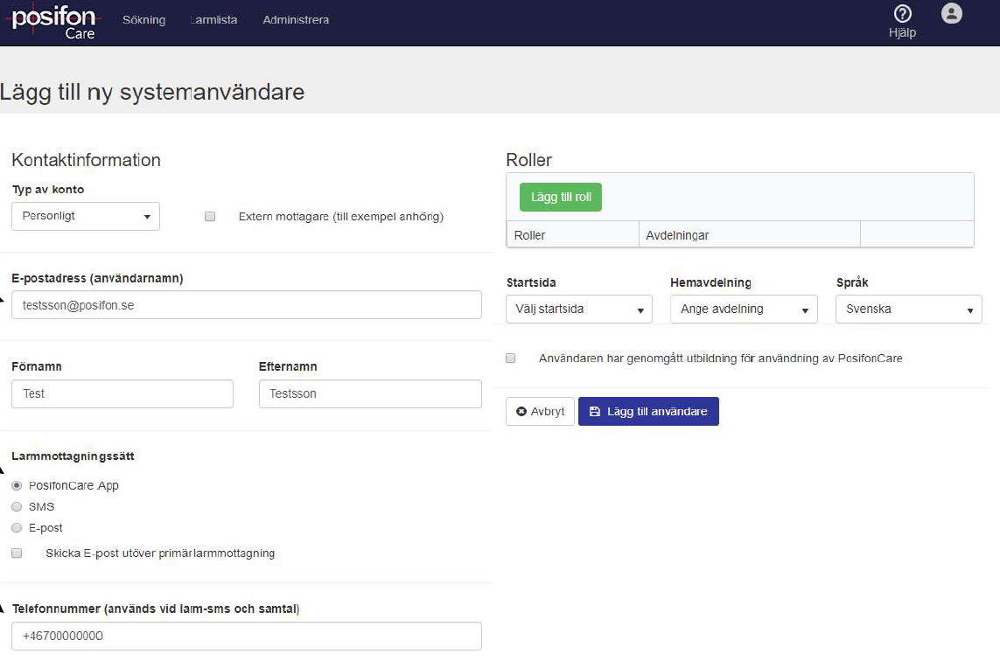 posifon
Care
Sökning
Larmlista
Administrera
Hjälp
Lägg till ny systemanvändare
Kontaktinformation
Typ av konto
Personligt
Extern mottagare (till exempel anhörig)
E-postadress (användarnamn)
testsson@posifon.se
Förnamn
Efternamn
Test
Testsson
Larmmottagningssätt
PosifonCare App
SMS
E-post
Skicka E-post utöver primär larmmottagning
Telefonnummer (används vid larm-sms och samtal)
+46700000000
Roller
Lägg till roll
Roller
Avdelningar
Startsida
Hemavdelning
Språk
Välj startsida
Ange avdelning
Svenska
Användaren har genomgått utbildning för användning av PosifonCare
Avbryt
Lägg till användare